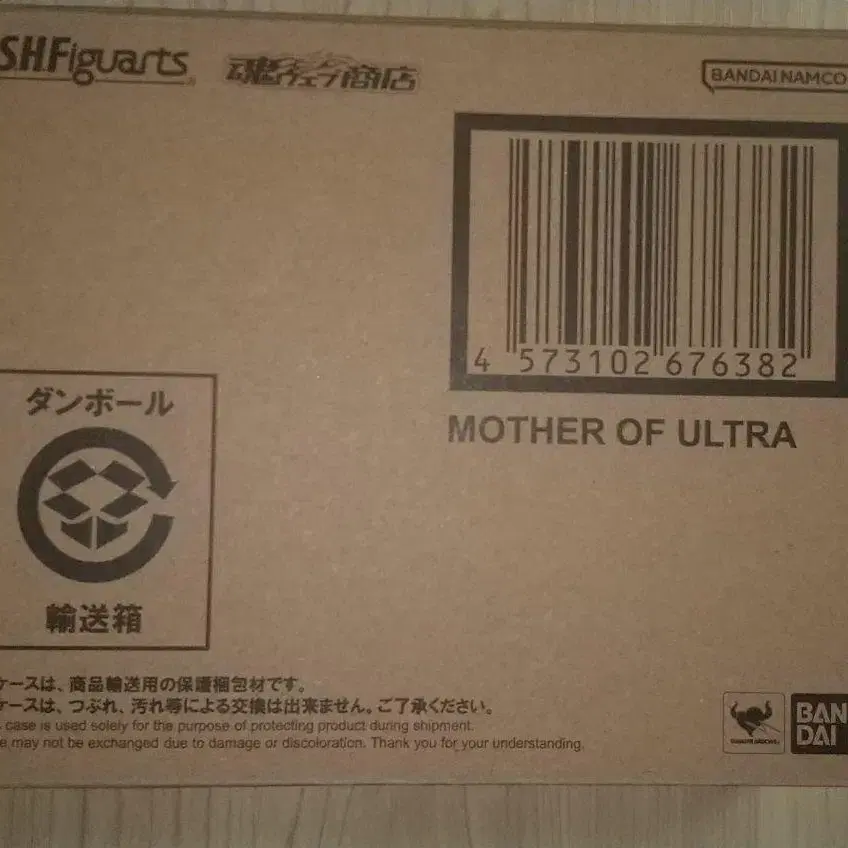 S.H.Figuarts
魂ウェブ商店
BANDAI NAMCO
4 573102 676382
MOTHER OF ULTRA
ダンボール
輸送箱
ケースは、商品輸送用の保護梱包材です。
ケースは、つぶれ、汚れ等による交換は出来ません。ご了承ください。
case is used solely for the purpose of protecting product during shipment.
may not be exchanged due to damage or discoloration. Thank you for your understanding.
BAN
DAI